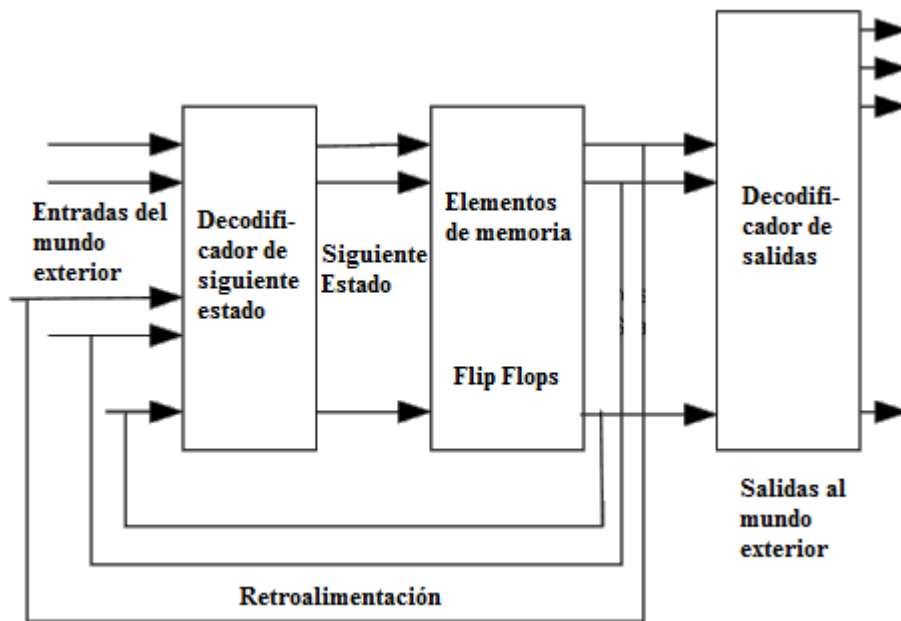 Entradas del
mundo
exterior
Decodifi-
cador de
siguiente
estado
Siguiente
Estado
Elementos
de memoria
Flip Flops
Decodifi-
cador de
salidas
Salidas al
mundo
exterior
Retroalimentación